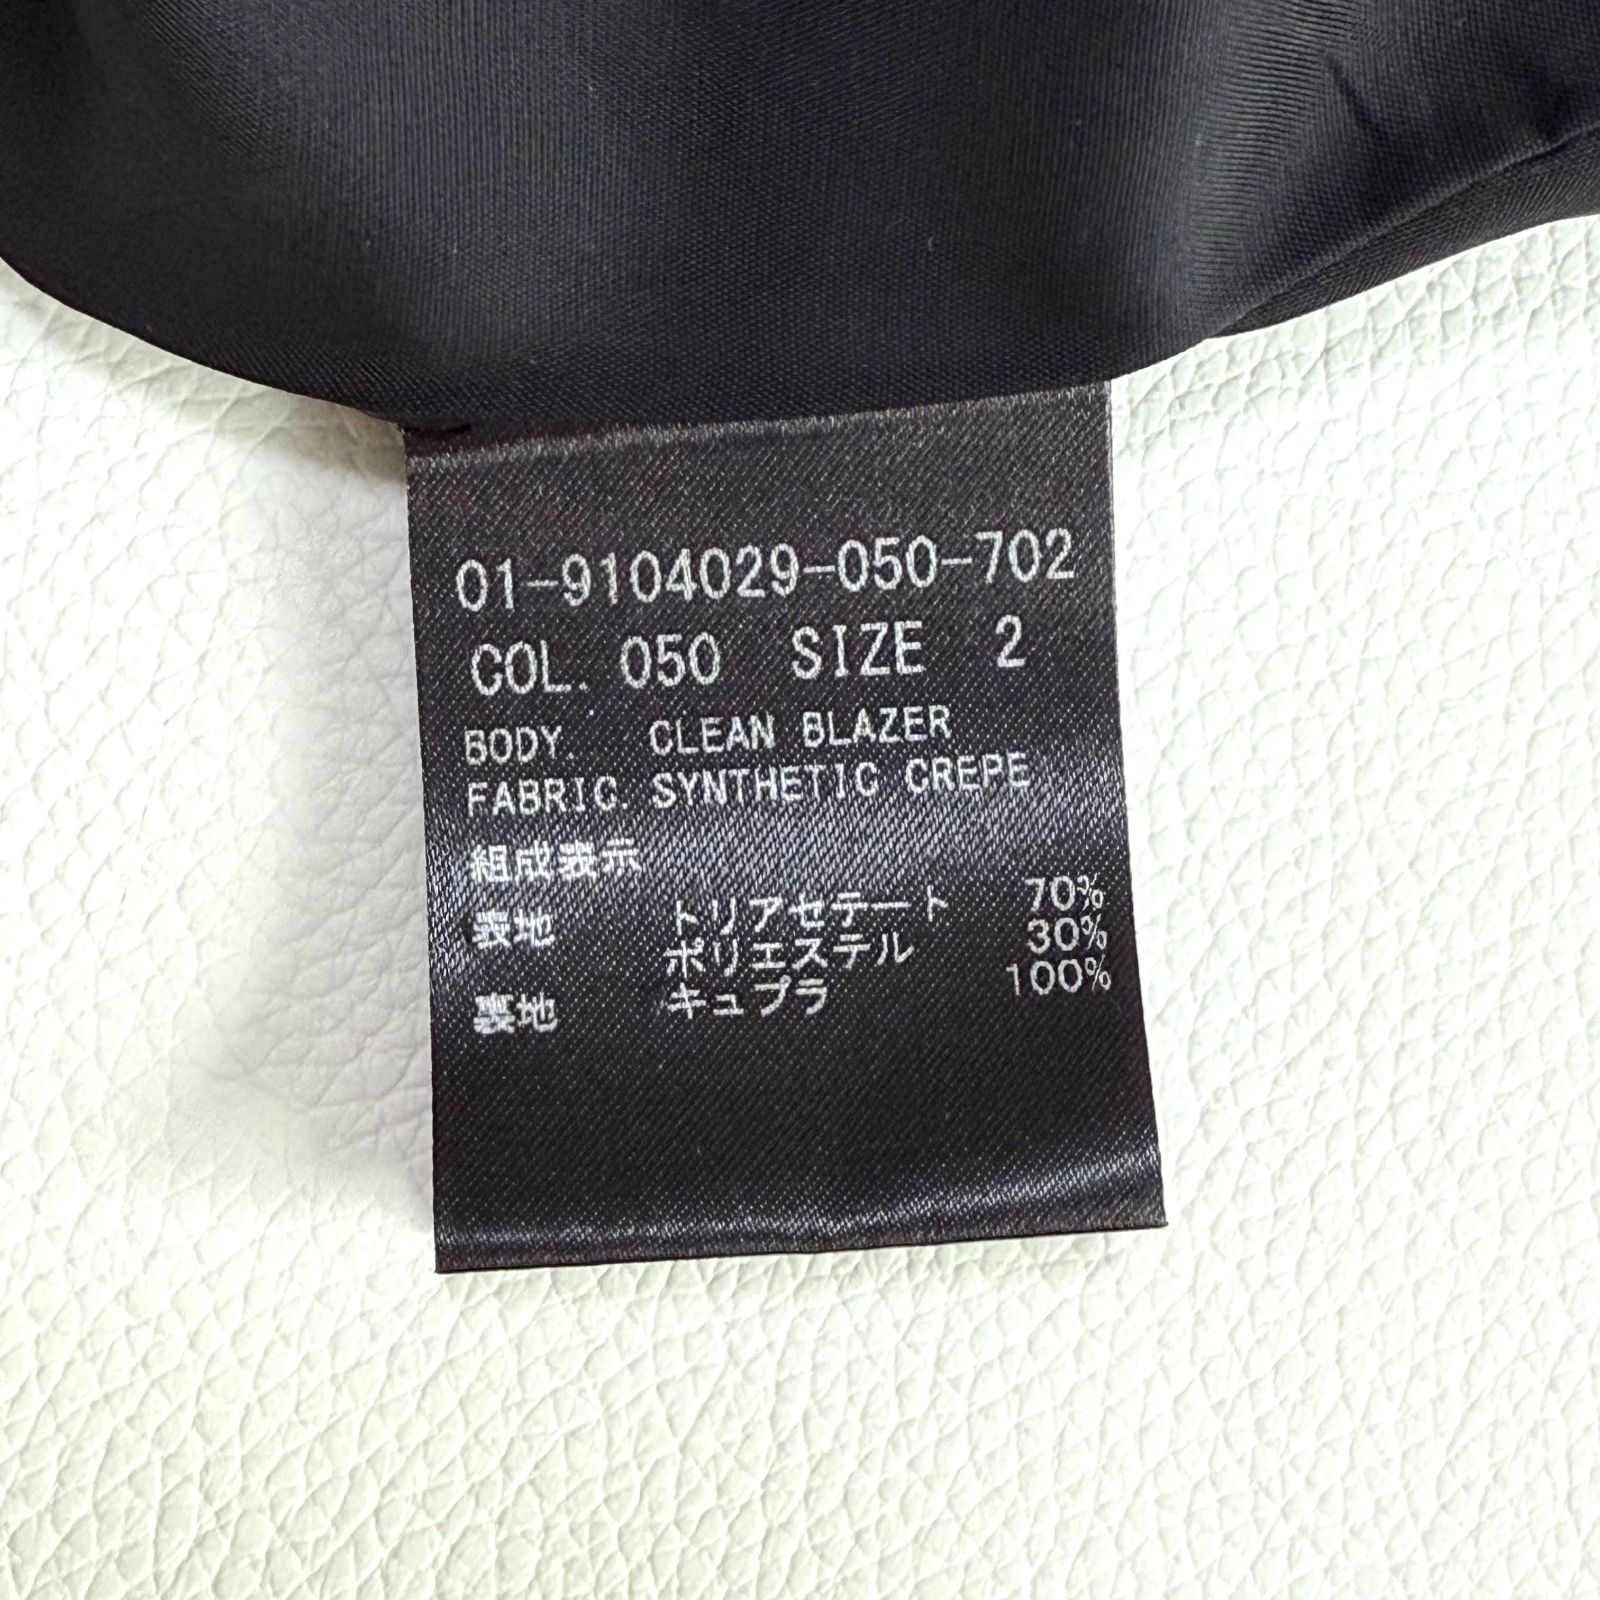 01-9104029-050-702
COL. 050 SIZE 2
BODY. CLEAN BLAZER
FABRIC. SYNTHETIC CREPE
組成表示
表地 トリアセテート 70%
ポリエステル 30%
裏地 キュプラ 100%